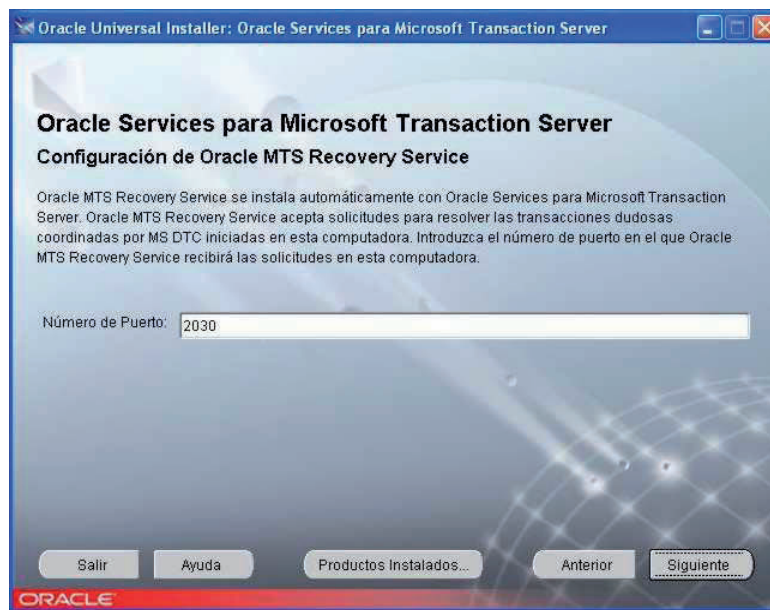 Oracle Universal Installer: Oracle Services para Microsoft Transaction Server
Oracle Services para Microsoft Transaction Server
Configuración de Oracle MTS Recovery Service
Oracle MTS Recovery Service se instala automáticamente con Oracle Services para Microsoft Transaction
Server. Oracle MTS Recovery Service acepta solicitudes para resolver las transacciones dudosas
coordinadas por MS DTC iniciadas en esta computadora. Introduzca el número de puerto en el que Oracle
MTS Recovery Service recibirá las solicitudes en esta computadora.
Número de Puerto: 2030
Salir Ayuda Productos Instalados... Anterior Siguiente
ORACLE